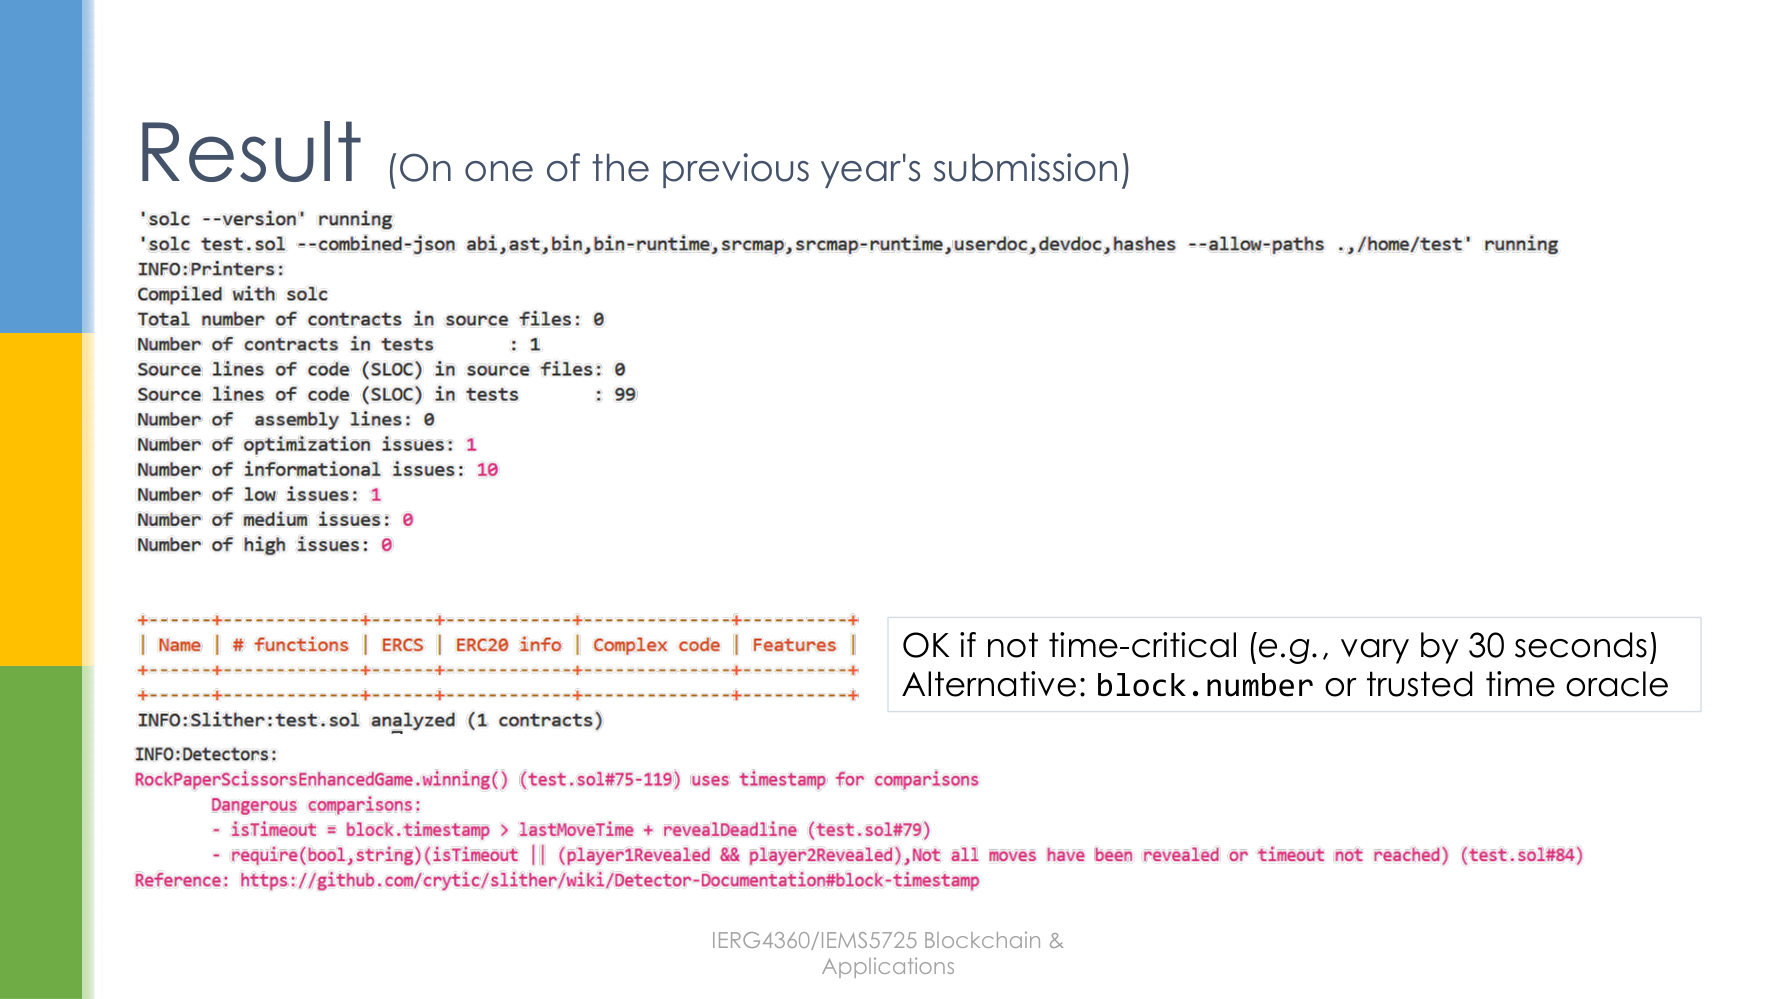 Result (On one of the previous year's submission)
'solc --version' running
'solc test.sol --combined-json abi,ast,bin,bin-runtime,srcmap,srcmap-runtime,userdoc,devdoc,hashes --allow-paths .,/home/test' running
INFO:Printers:
Compiled with solc
Total number of contracts in source files: 0
Number of contracts in tests       : 1
Source lines of code (SLOC) in source files: 0
Source lines of code (SLOC) in tests       : 99
Number of  assembly lines: 0
Number of optimization issues: 1
Number of informational issues: 10
Number of low issues: 1
Number of medium issues: 0
Number of high issues: 0
+------+-------------+------+------------+--------------+----------+
| Name | # functions | ERCS | ERC20 info | Complex code | Features |
+------+-------------+------+------------+--------------+----------+
+------+-------------+------+------------+--------------+----------+
OK if not time-critical (e.g., vary by 30 seconds)
Alternative: block.number or trusted time oracle
INFO:Slither:test.sol analyzed (1 contracts)
INFO:Detectors:
RockPaperScissorsEnhancedGame.winning() (test.sol#75-119) uses timestamp for comparisons
Dangerous comparisons:
- isTimeout = block.timestamp > lastMoveTime + revealDeadline (test.sol#79)
- require(bool,string)(isTimeout || (player1Revealed && player2Revealed),Not all moves have been revealed or timeout not reached) (test.sol#84)
Reference: https://github.com/crytic/slither/wiki/Detector-Documentation#block-timestamp
IERG4360/IEMS5725 Blockchain &
Applications